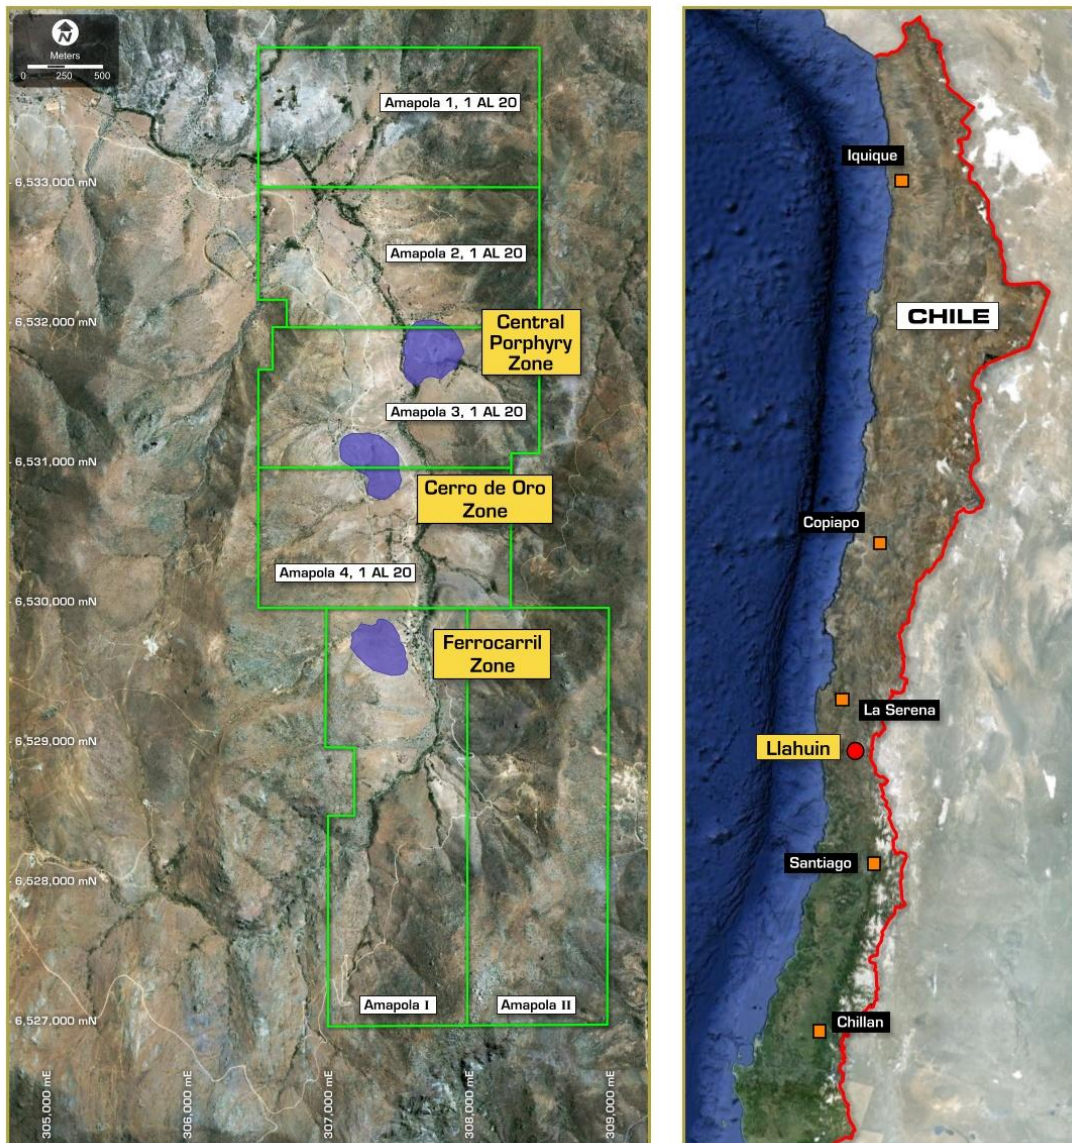 Meters
0 250 500
Amapola 1, 1 AL 20
6,533,000 mN
Amapola 2, 1 AL 20
6,532,000 mN
Central
Porphyry
Zone
Amapola 3, 1 AL 20
6,531,000 mN
Cerro de Oro
Zone
Amapola 4, 1 AL 20
6,530,000 mN
Ferrocarril
Zone
6,529,000 mN
6,528,000 mN
Amapola I
Amapola II
6,527,000 mN
305,000 mE
306,000 mE
307,000 mE
308,000 mE
309,000 mE
Iquique
CHILE
Copiapo
La Serena
Llahuin
Santiago
Chillan